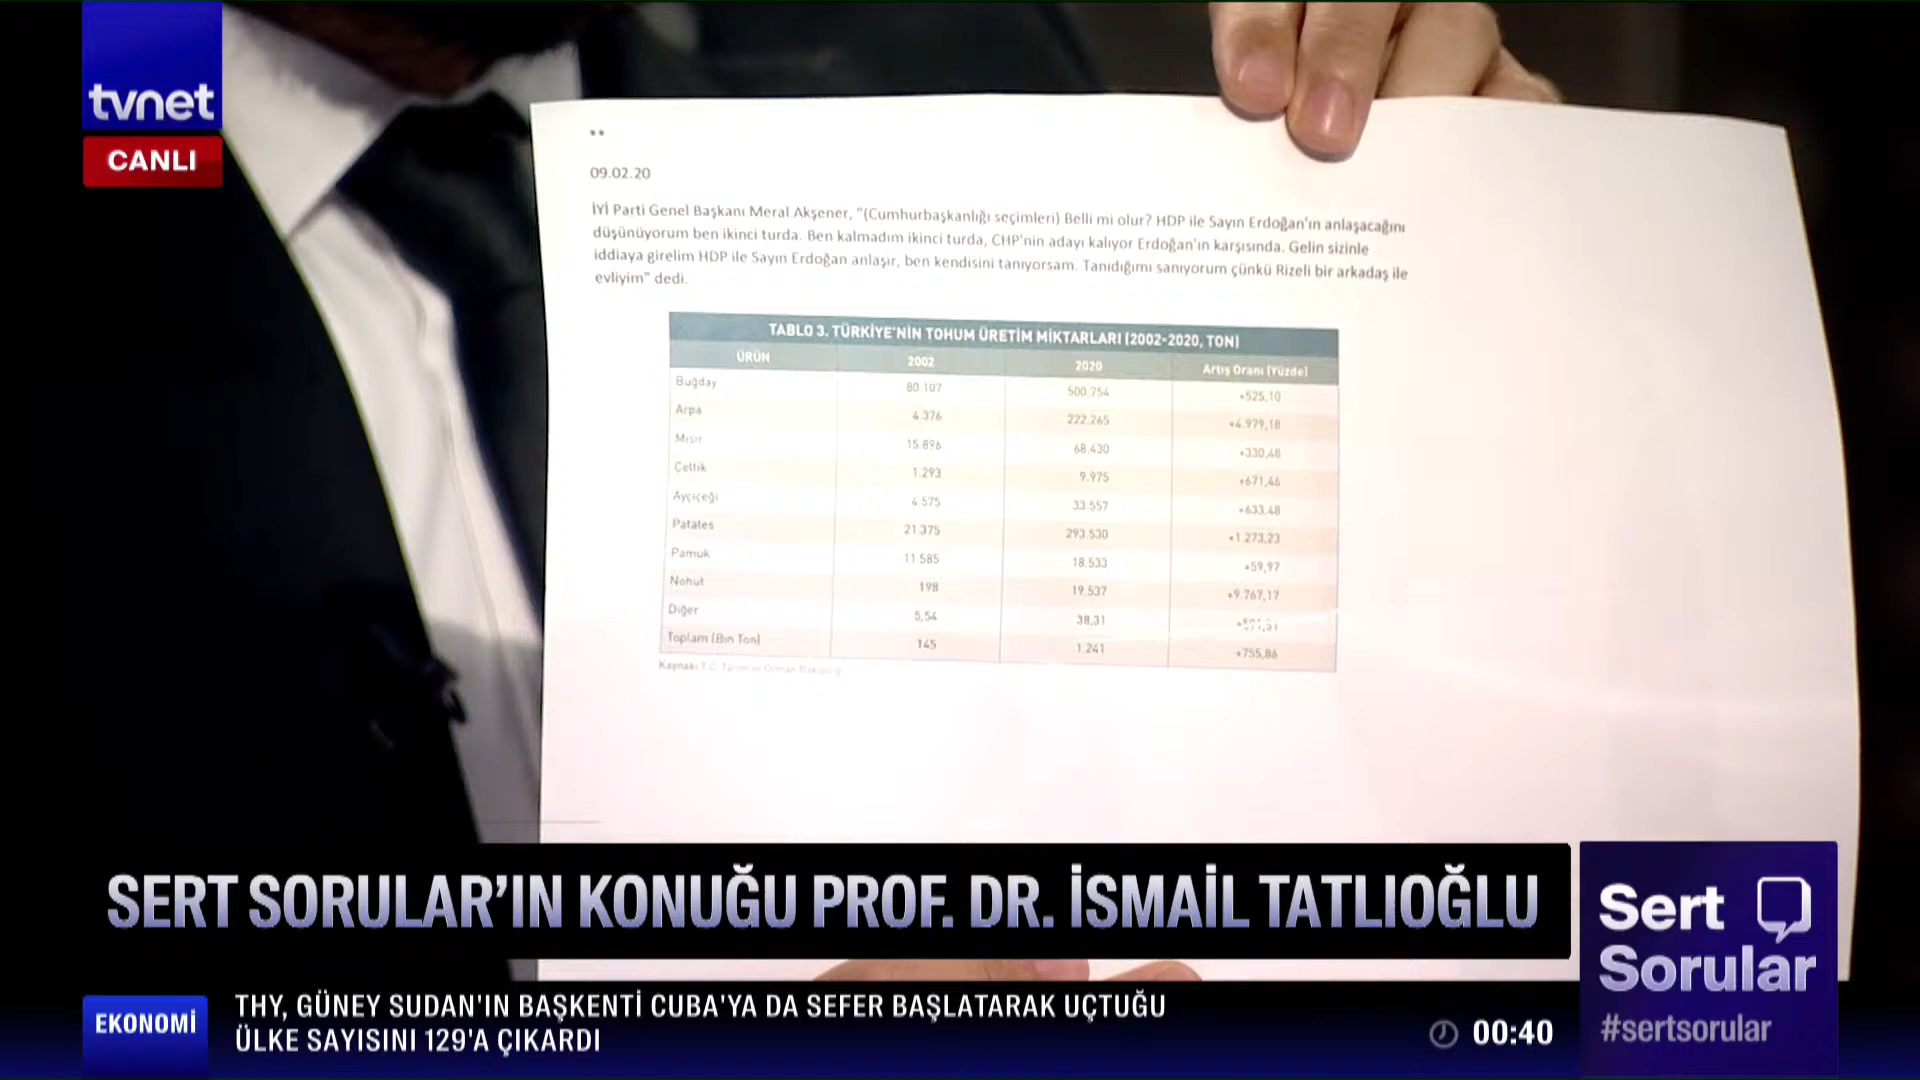 tvnet
CANLI
09.02.20
İYİ Parti Genel Başkanı Meral Akşener, "(Cumhurbaşkanlığı seçimleri) Belli mi olur? HDP ile Sayın Erdoğan'ın anlaşacağını
düşünüyorum ben ikinci turda. Ben kalmadım ikinci turda, CHP'nin adayı kalıyor Erdoğan'ın karşısında. Gelin sizinle
iddiaya girelim HDP ile Sayın Erdoğan anlaşır, ben kendisini tanıyorsam. Tanıdığımı sanıyorum çünkü Rizeli bir arkadaş ile
evliyim" dedi.
TABLO 3. TÜRKİYE'NİN TOHUM ÜRETİM MİKTARLARI (2002-2020, TON)
ÜRÜN 2002 2020 Artış Oranı (Yüzde)
Buğday 80.107 500.754 +525,10
Arpa 4.376 222.265 +4.979,18
Mısır 15.896 68.430 +330,48
Çeltik 1.293 9.975 +671,46
Ayçiçeği 4.575 33.557 +633,48
Patates 21.375 293.530 +1.273,23
Pamuk 11.585 18.533 +59,97
Nohut 198 19.537 +9.767,17
Diğer 5,54 38,31
Toplam (Bin Ton) 145 1.241 +755,86
Kaynak: T.C. Tarım ve Orman Bakanlığı
SERT SORULAR'IN KONUĞU PROF. DR. İSMAİL TATLIOĞLU
Sert
Sorular
#sertsorular
EKONOMİ
THY, GÜNEY SUDAN'IN BAŞKENTİ CUBA'YA DA SEFER BAŞLATARAK UÇTUĞU
ÜLKE SAYISINI 129'A ÇIKARDI
00:40